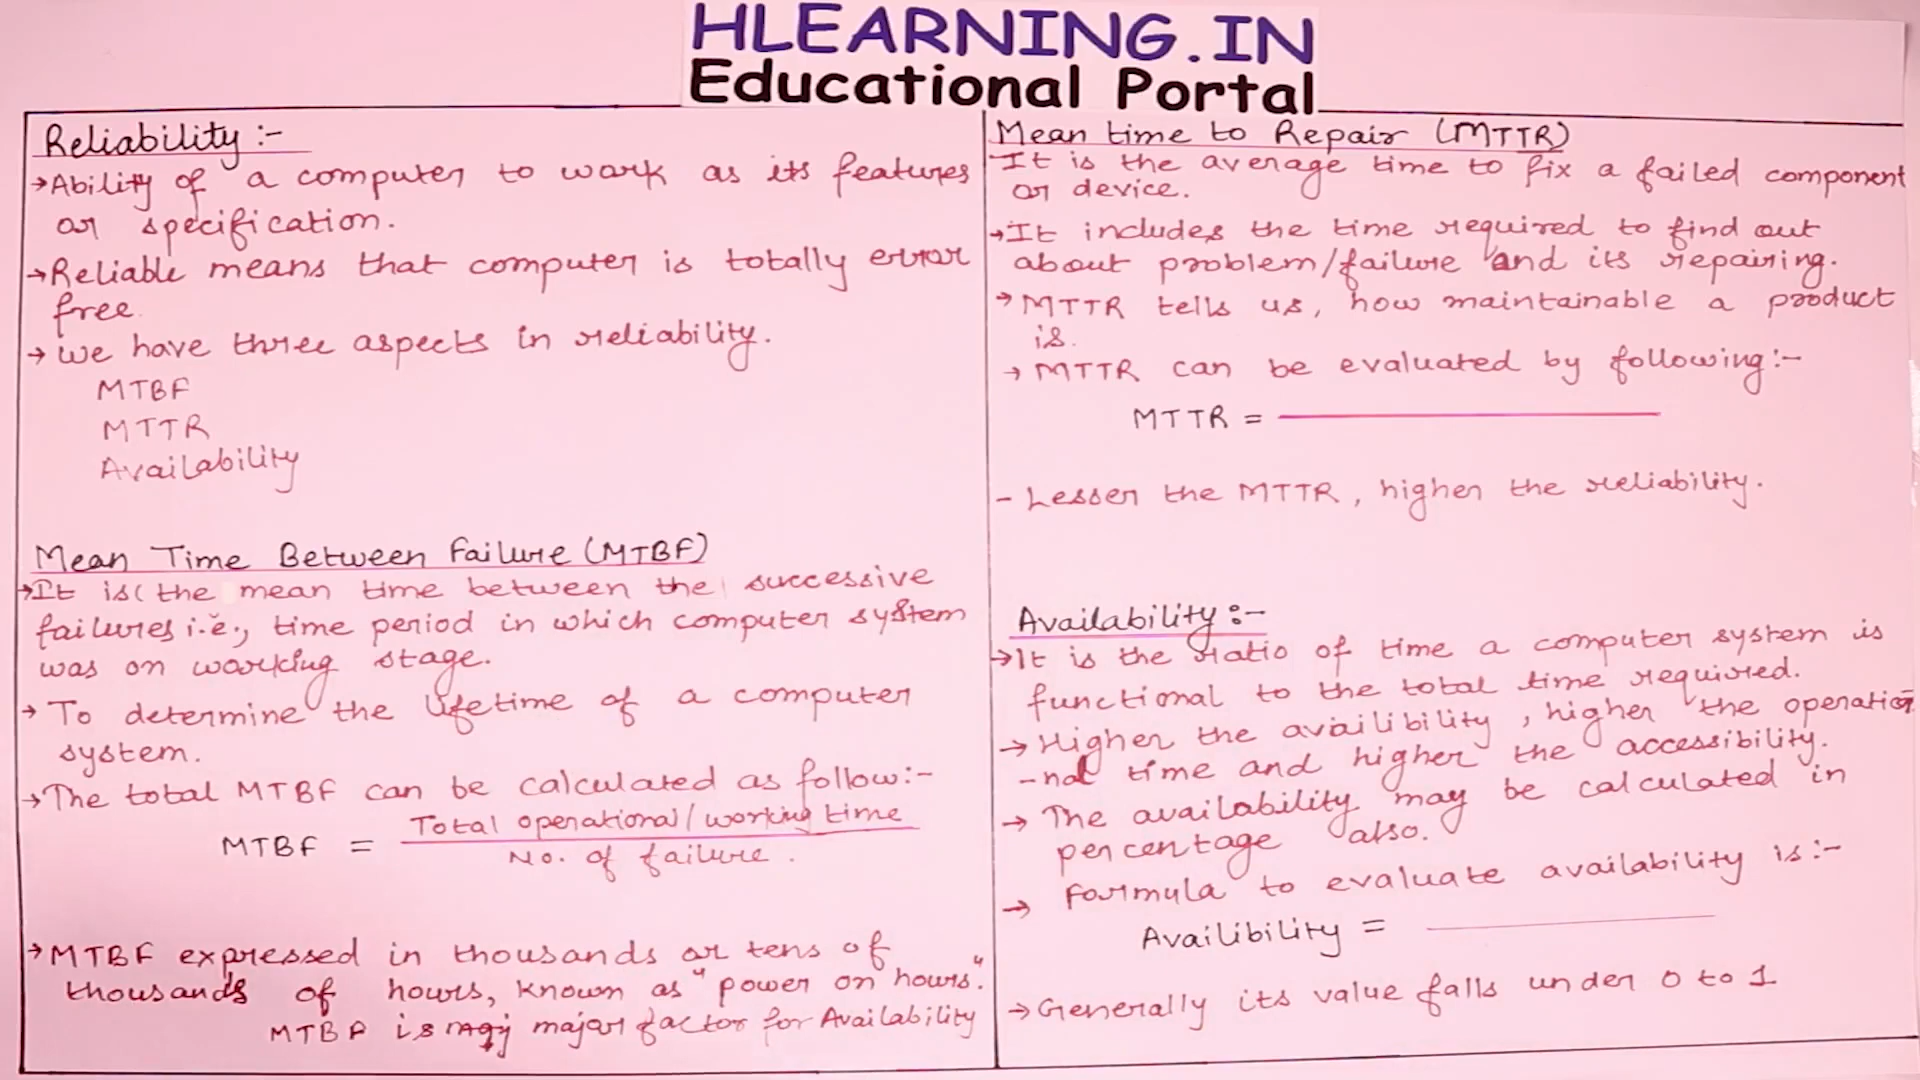 HLEARNING.IN
Educational Portal
Reliability :-
→Ability of a computer to work as its features
or specification.
→Reliable means that computer is totally error
free.
→ We have three aspects in reliability.
MTBF
MTTR
Availability
Mean Time Between Failure (MTBF)
→It is the mean time between the successive
failures i.e., time period in which computer system
was on working stage.
→ To determine the lifetime of a computer
system.
→The total MTBF can be calculated as follow:-
MTBF = Total operational/working time
No. of failure.
→ MTBF expressed in thousands or tens of
thousands of hours, known as "power on hours".
MTBF is major factor for Availability
Mean time to Repair (MTTR)
→It is the average time to fix a failed component
or device.
→It includes the time required to find out
about problem/failure and its repairing.
→ MTTR tells us, how maintainable a product
is.
→ MTTR can be evaluated by following:-
MTTR =
- Lesser the MTTR, higher the reliability.
Availability :-
→It is the ratio of time a computer system is
functional to the total time required.
→ Higher the availibility, higher the operatio
-nal time and higher the accessibility.
→ The availability may be calculated in
percentage also.
→ Formula to evaluate availability is:-
Availibility =
→ Generally its value falls under 0 to 1